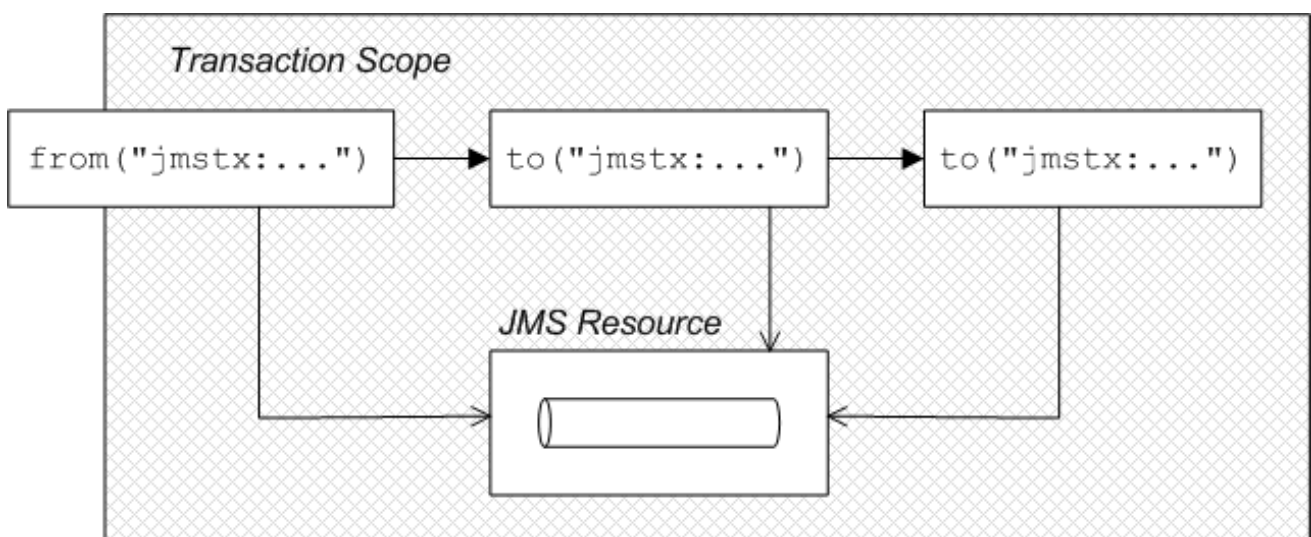 Transaction Scope
from("jmstx:...")
to("jmstx:...")
to("jmstx:...")
JMS Resource